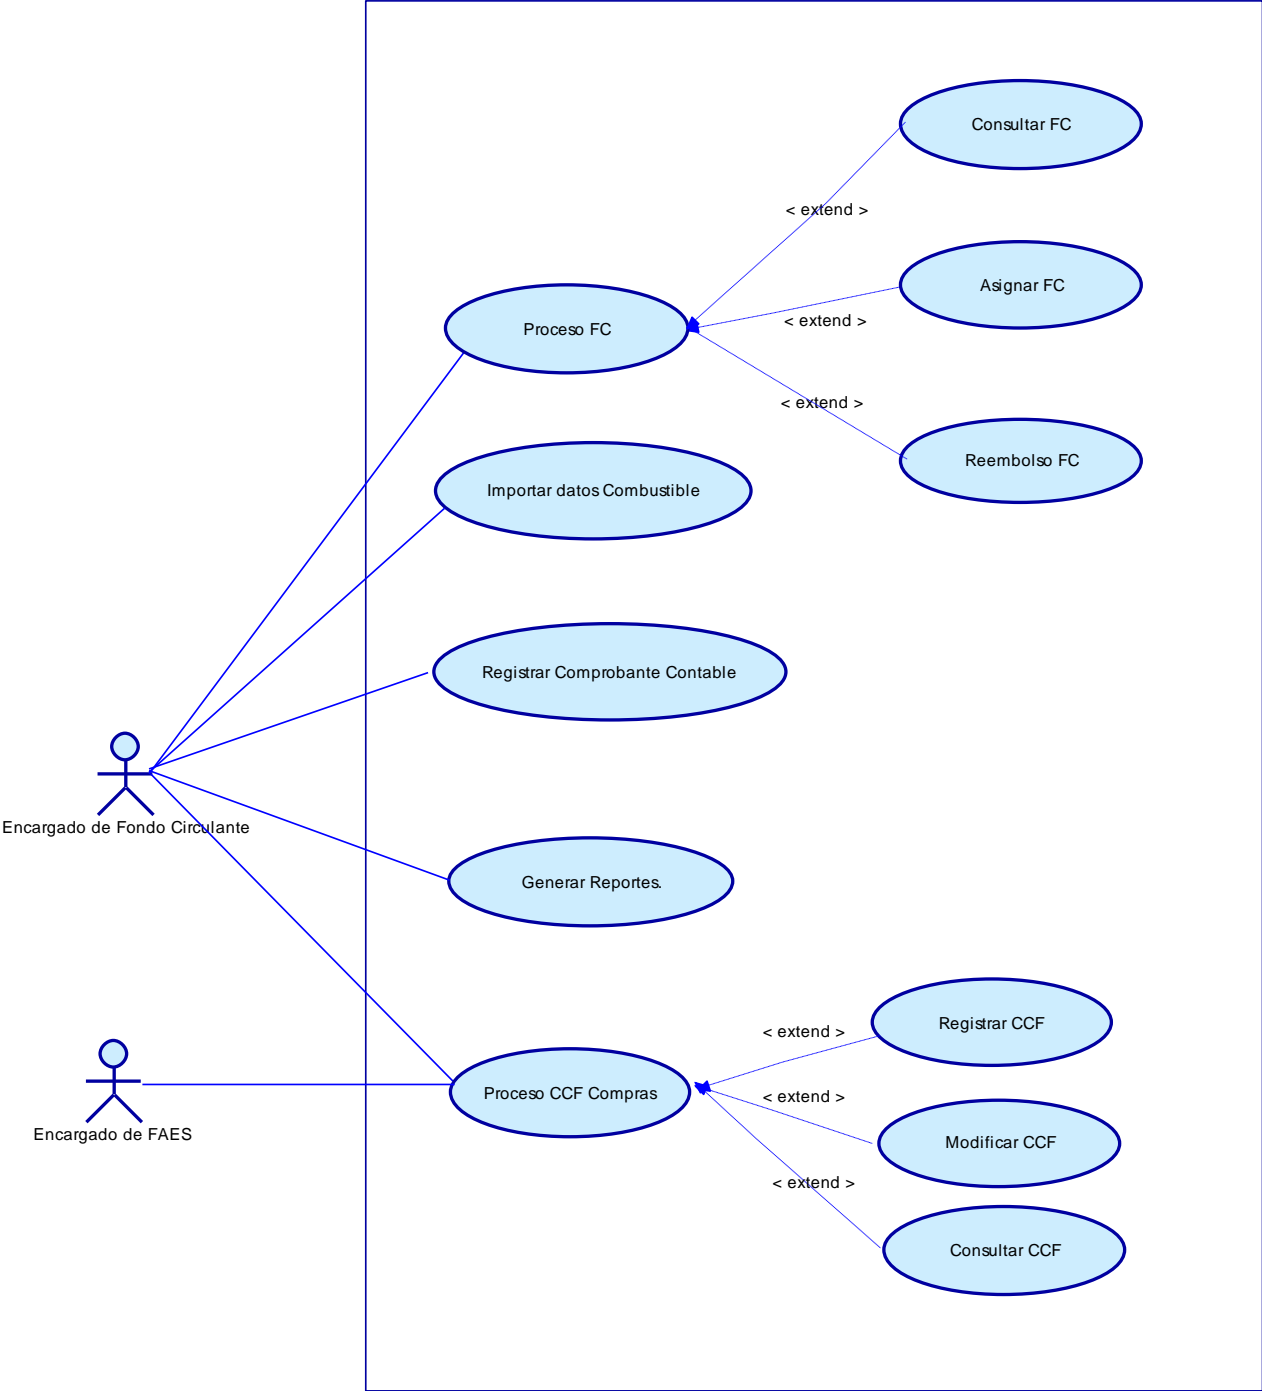 Consultar FC
< extend >
Asignar FC
< extend >
Proceso FC
< extend >
Reembolso FC
Importar datos Combustible
Registrar Comprobante Contable
Encargado de Fondo Circulante
Generar Reportes.
Registrar CCF
< extend >
Proceso CCF Compras
< extend >
Encargado de FAES
Modificar CCF
< extend >
Consultar CCF